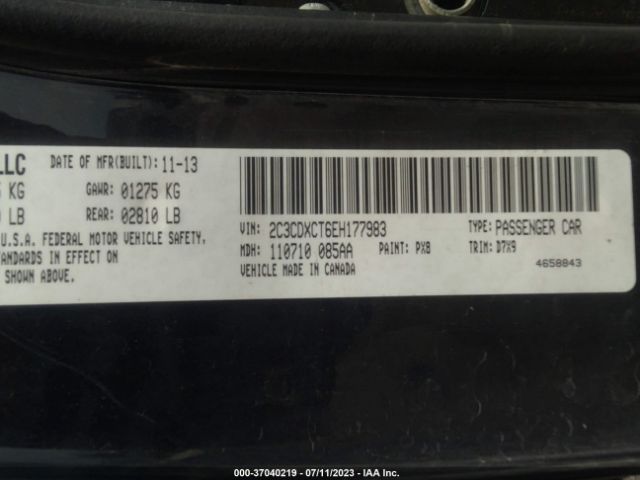 LLC DATE OF MFR(BUILT): 11-13
KG GAWR: 01275 KG
LB REAR: 02810 LB
U.S.A. FEDERAL MOTOR VEHICLE SAFETY,
TANDARDS IN EFFECT ON
SHOWN ABOVE.
VIN: 2C3CDXCT6EH177983 TYPE: PASSENGER CAR
MDH: 110710 085AA PAINT: PX8 TRIM: D7X9
VEHICLE MADE IN CANADA 4658843
000-37040219 - 07/11/2023 - IAA Inc.